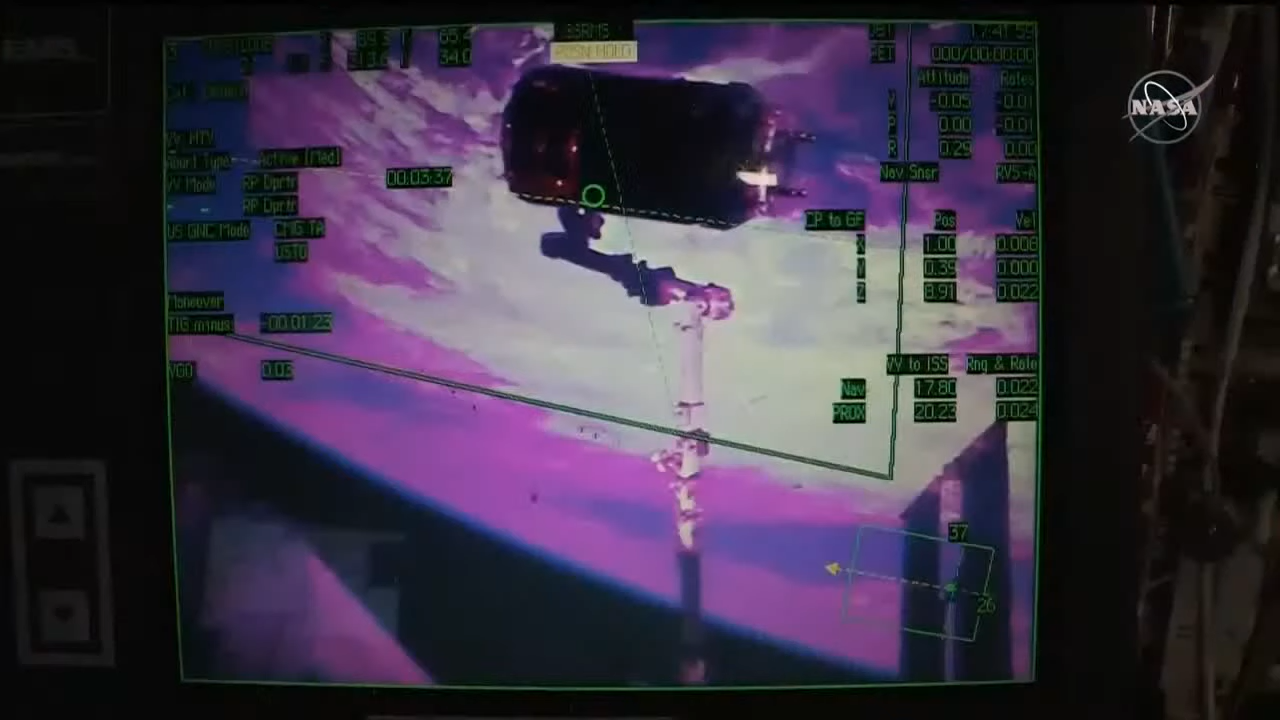 SSRMS
POSN HOLD
17:41:59
PET 000/00:00:00
Attitude Rates
Y -0.05 -0.01
P 0.00 -0.01
R 0.29 0.00
Nav Snsr RVS-A
NASA
VV HTV
Abort Type Active (Med)
VV Mode RP Dprtr
RP Dprtr
US GNC Mode CMG TA
USTO
00:03:37
CP to GF Pos Vel
X 1.00 0.008
Y 0.39 0.000
Z 8.91 0.022
Maneuver
TIG minus -00:01:23
VGO 0.03
VV to ISS Rng & Rate
Nav 17.80 0.022
PROX 20.23 0.024
37
26